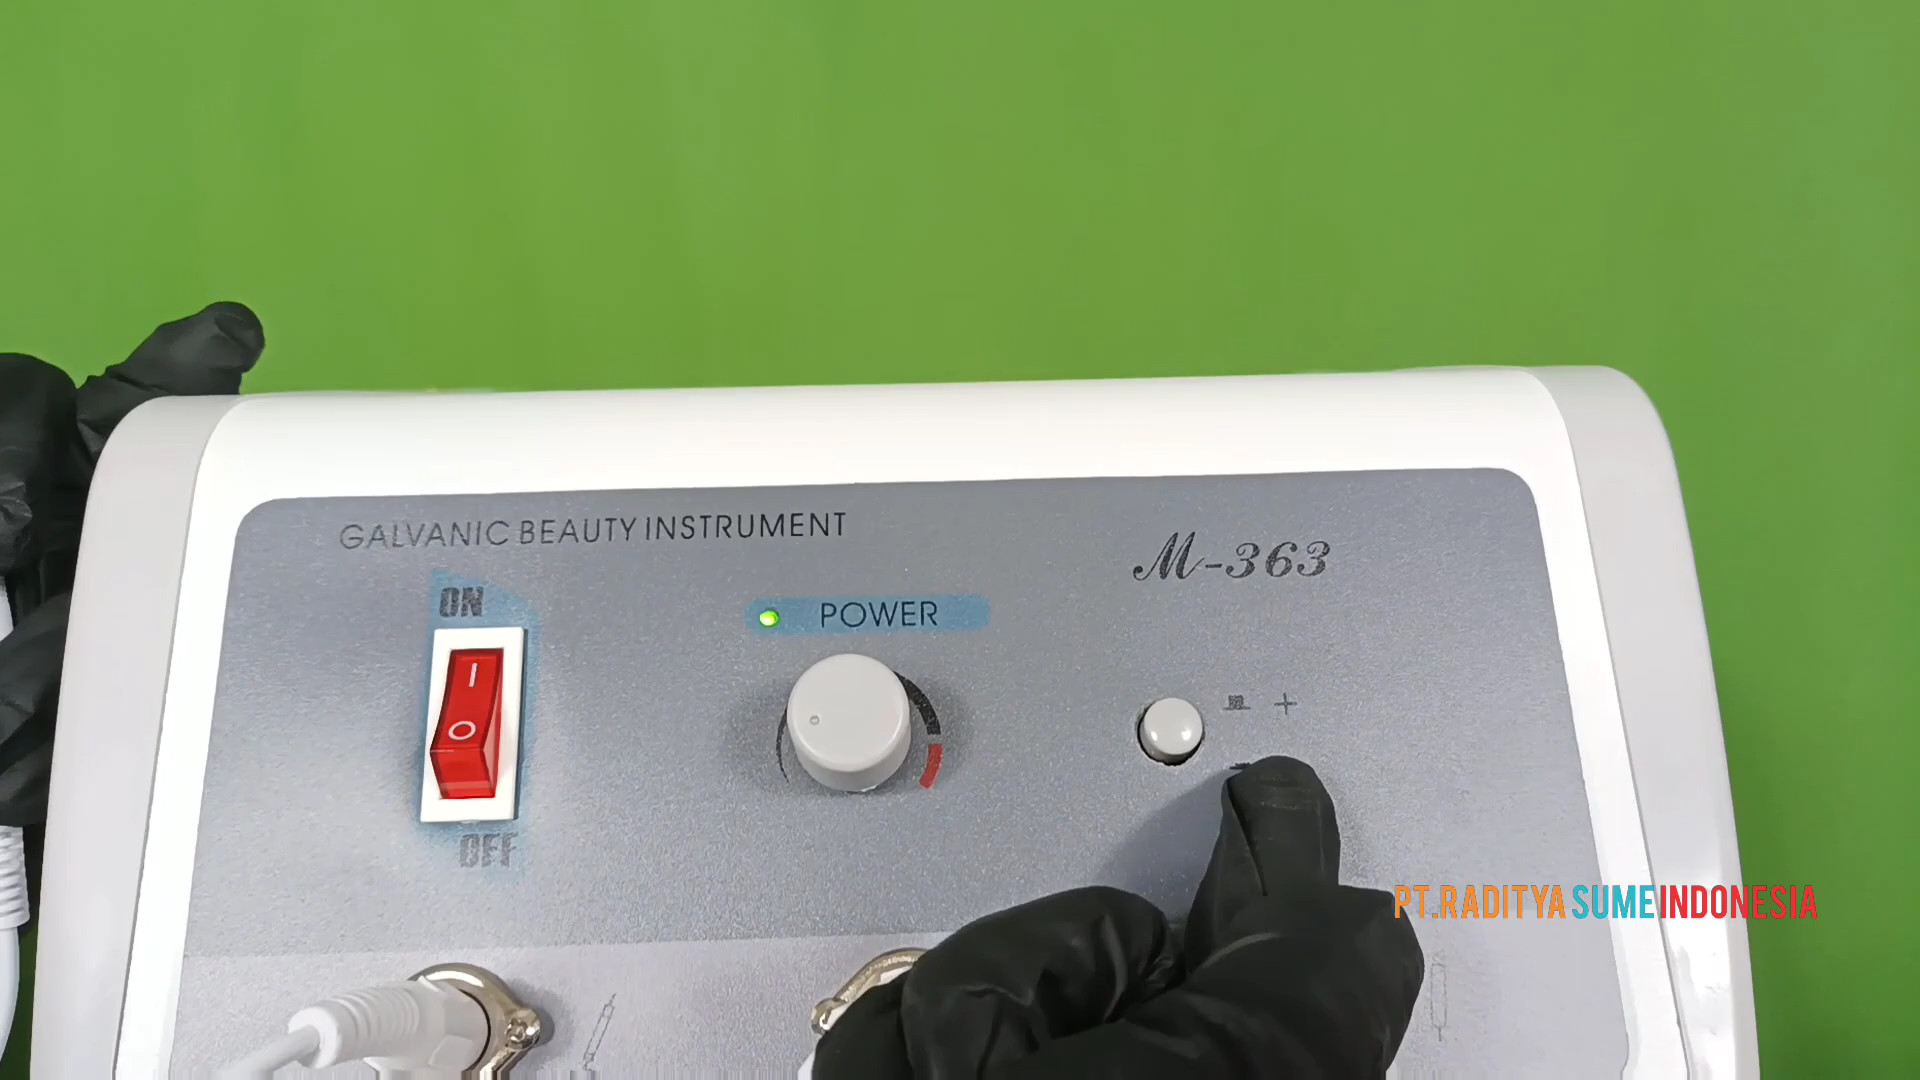 GALVANIC BEAUTY INSTRUMENT
M-363
ON
POWER
+
OFF
PT.RADITYA SUME INDONESIA